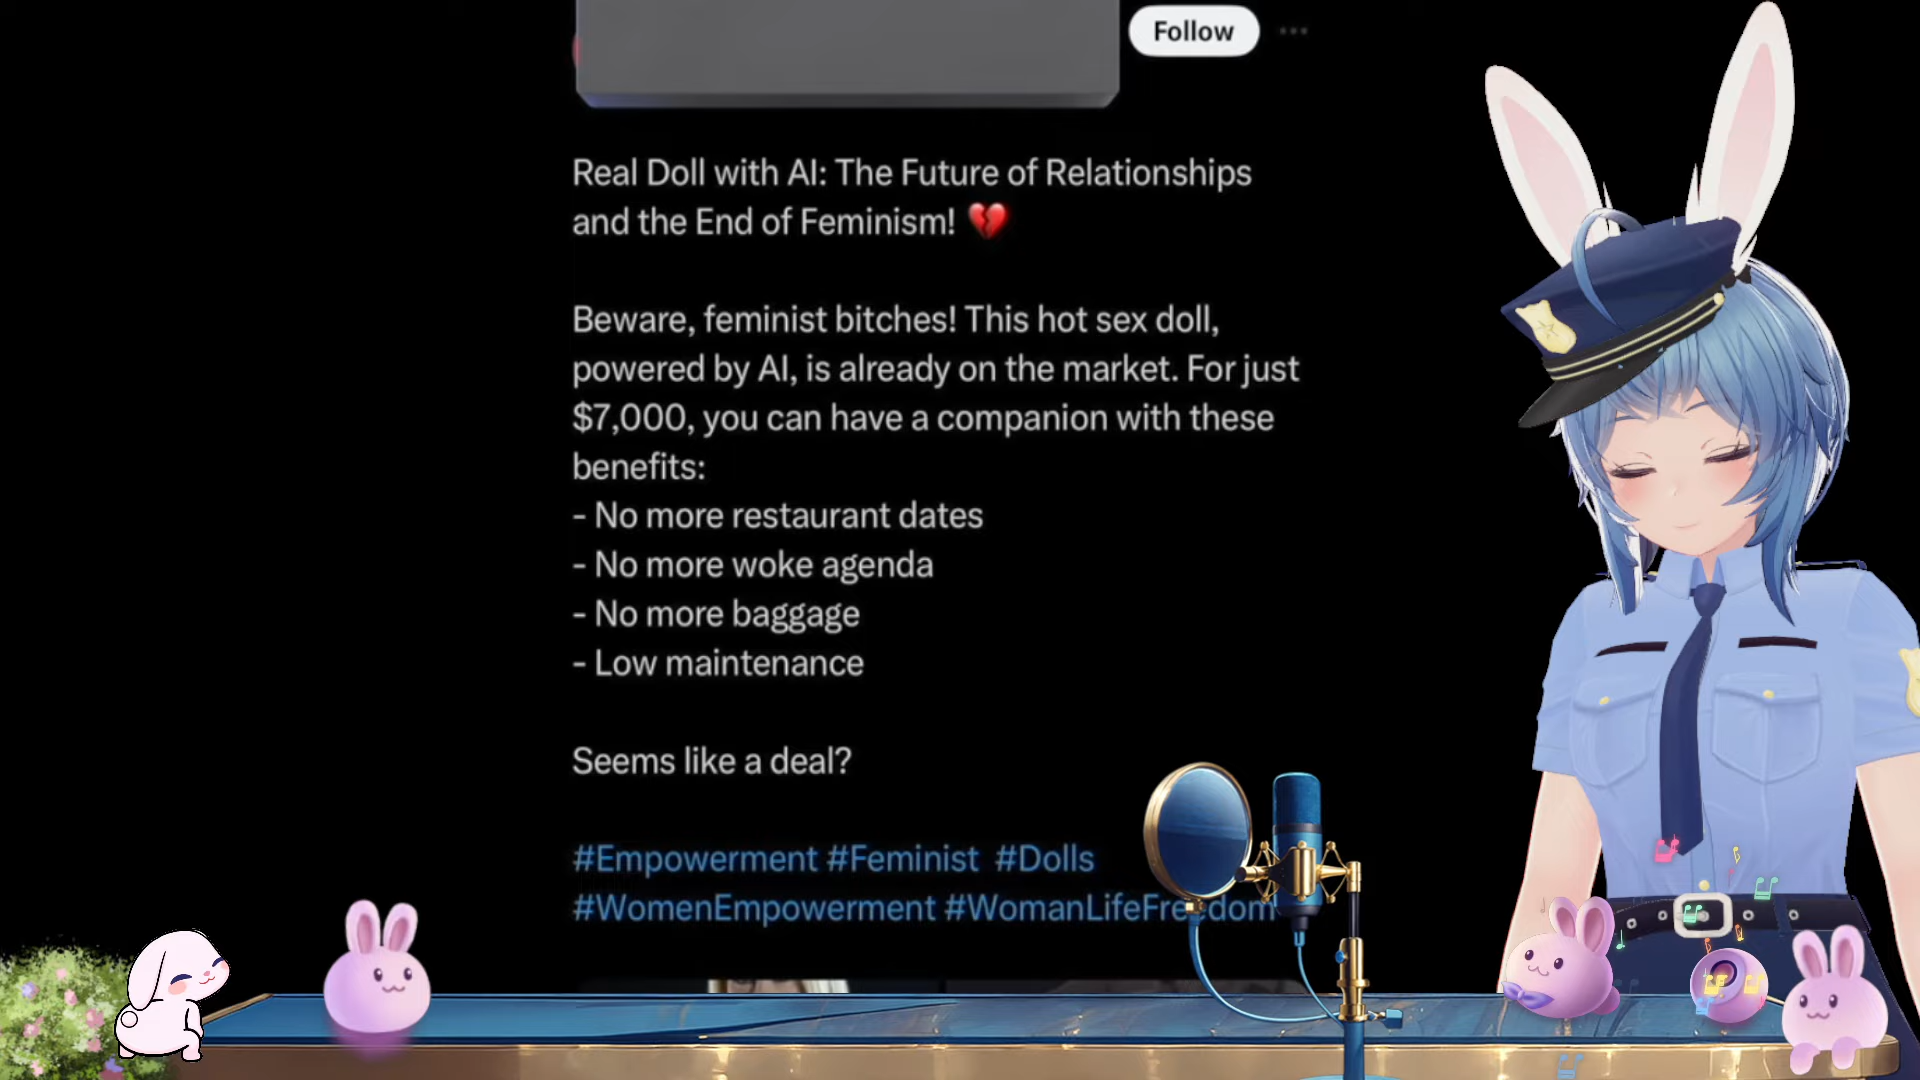 Follow
Real Doll with AI: The Future of Relationships
and the End of Feminism! 💔
Beware, feminist bitches! This hot sex doll,
powered by AI, is already on the market. For just
$7,000, you can have a companion with these
benefits:
- No more restaurant dates
- No more woke agenda
- No more baggage
- Low maintenance
Seems like a deal?
#Empowerment #Feminist #Dolls
#WomenEmpowerment #WomanLifeFreedom